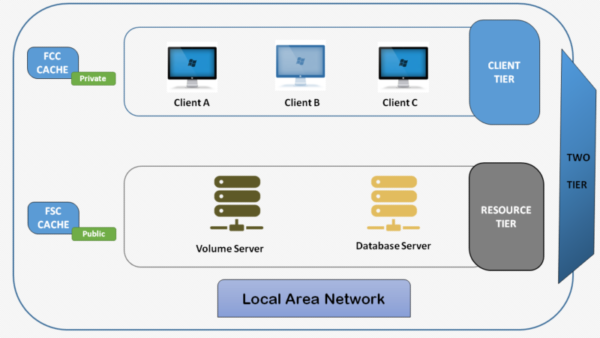 FCC
CACHE
Private
Client A
Client B
Client C
CLIENT
TIER
TWO
TIER
FSC
CACHE
Public
Volume Server
Database Server
RESOURCE
TIER
Local Area Network